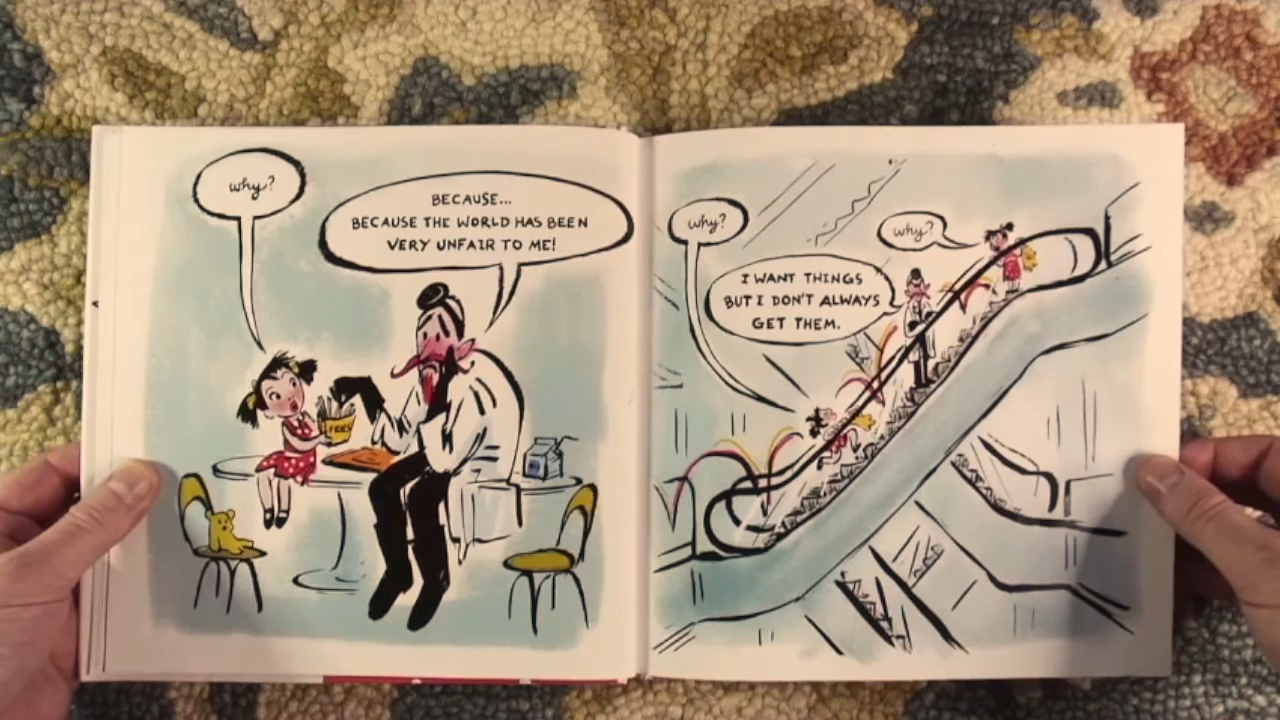 why?
BECAUSE...
BECAUSE THE WORLD HAS BEEN
VERY UNFAIR TO ME!
FRIES
why?
I WANT THINGS
BUT I DON'T ALWAYS
GET THEM.
why?